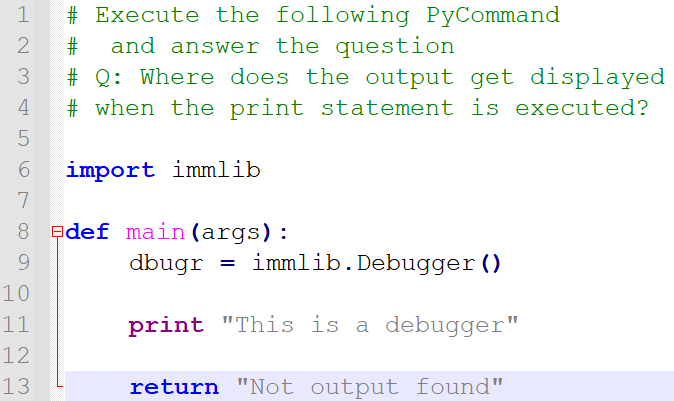 1 # Execute the following PyCommand
2 #  and answer the question
3 # Q: Where does the output get displayed
4 # when the print statement is executed?
5
6 import immlib
7
8 def main(args):
9     dbugr = immlib.Debugger()
10
11     print "This is a debugger"
12
13     return "Not output found"